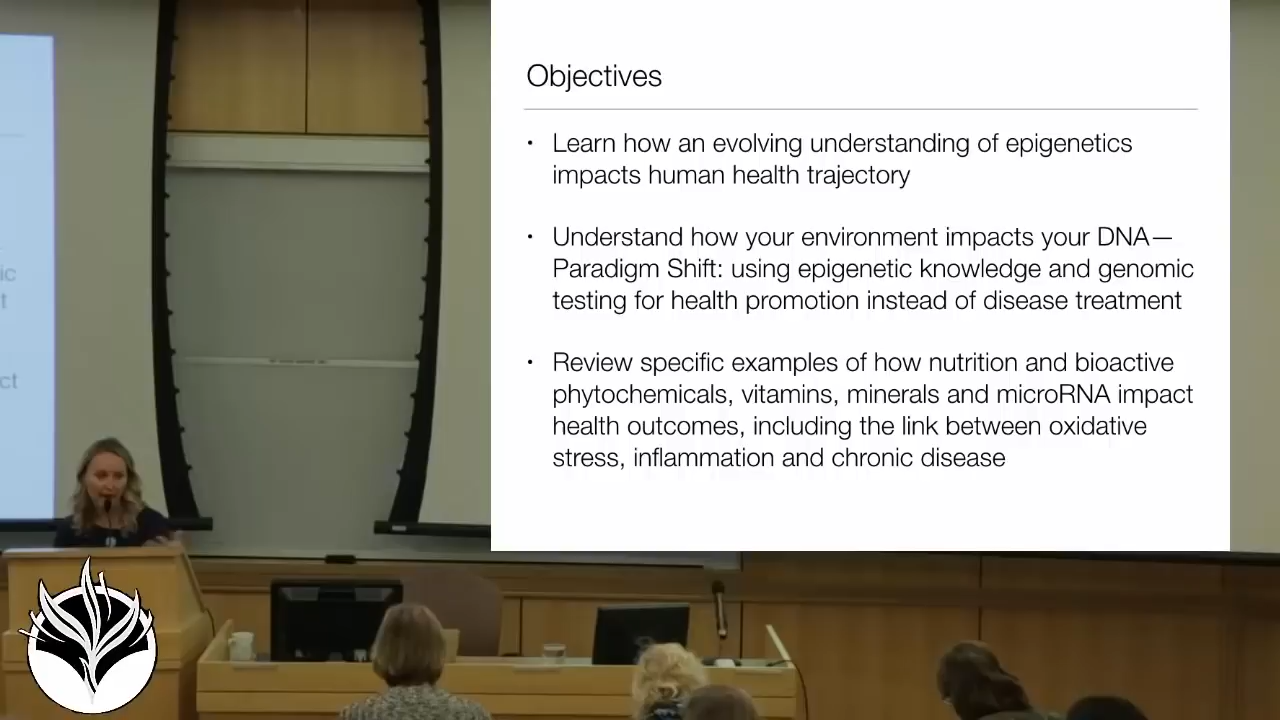 Objectives
• Learn how an evolving understanding of epigenetics
impacts human health trajectory
• Understand how your environment impacts your DNA—
Paradigm Shift: using epigenetic knowledge and genomic
testing for health promotion instead of disease treatment
• Review specific examples of how nutrition and bioactive
phytochemicals, vitamins, minerals and microRNA impact
health outcomes, including the link between oxidative
stress, inflammation and chronic disease
ic
t
ct